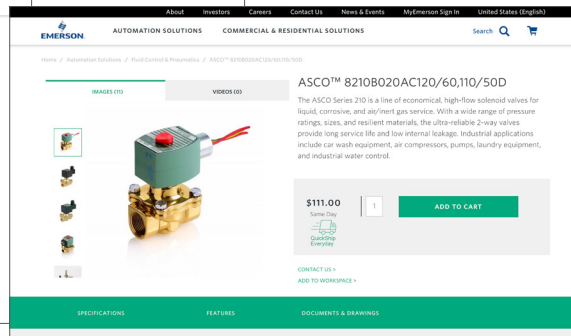 About Investors Careers Contact Us News & Events MyEmerson Sign In United States (English)
EMERSON.
AUTOMATION SOLUTIONS COMMERCIAL & RESIDENTIAL SOLUTIONS
Search
Home / Automation Solutions / Fluid Control & Pneumatics / ASCO™ 8210B020AC120/60,110/50D
IMAGES (11)
VIDEOS (0)
ASCO™ 8210B020AC120/60,110/50D
The ASCO Series 210 is a line of economical, high-flow solenoid valves for
liquid, corrosive, and air/inert gas service. With a wide range of pressure
ratings, sizes, and resilient materials, the ultra-reliable 2-way valves
provide long service life and low internal leakage. Industrial applications
include car wash equipment, air compressors, pumps, laundry equipment,
and industrial water control.
$111.00
Same Day
QuickShip
Everyday
1
ADD TO CART
CONTACT US >
ADD TO WORKSPACE >
SPECIFICATIONS FEATURES DOCUMENTS & DRAWINGS